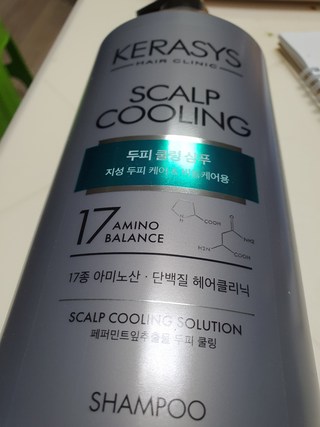 KERASYS
HAIR CLINIC
SCALP
COOLING
두피 쿨링 샴푸
지성 두피 케어
17 AMINO
BALANCE
COOH
COOH
17종 아미노산 · 단백질 헤어클리닉
SCALP COOLING SOLUTION
페퍼민트잎추출물 두피 쿨링
SHAMPOO